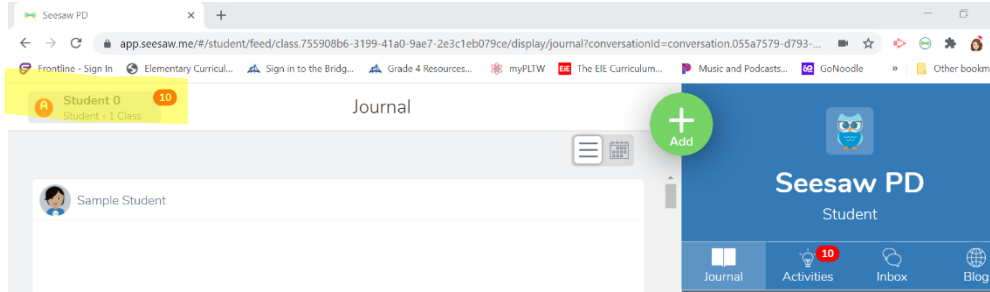 Seesaw PD
app.seesaw.me/#/student/feed/class.755908b6-3199-41a0-9ae7-2e3c1eb079ce/display/journal?conversationId=conversation.055a7579-d793-...
Frontline - Sign In Elementary Curricul... Sign in to the Bridg... Grade 4 Resources... myPLTW EiE The EIE Curriculum... Music and Podcasts... GoNoodle » Other bookm
A Student 0 10
Student - 1 Class
Journal
Add
Sample Student
Seesaw PD
Student
Journal
Activities 10
Inbox
Blog